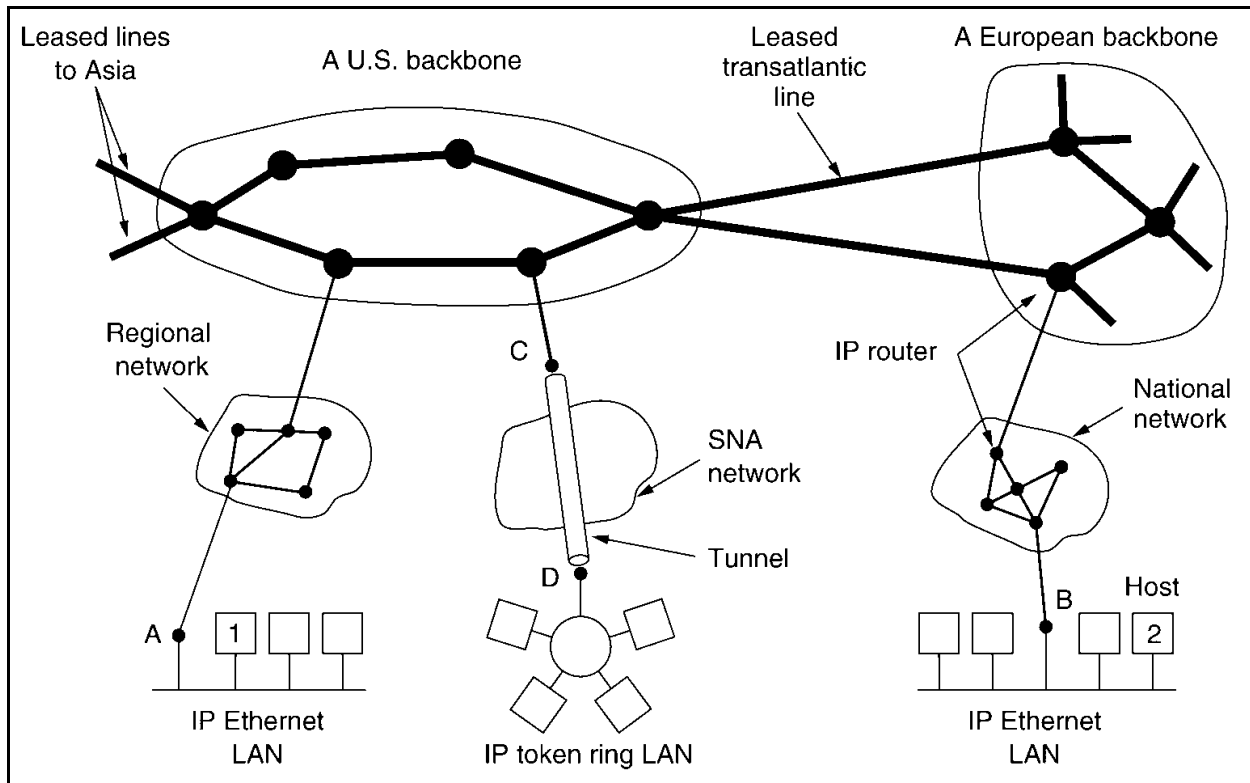 Leased lines
to Asia
A U.S. backbone
Leased
transatlantic
line
A European backbone
Regional
network
C
IP router
National
network
SNA
network
Tunnel
D
A
1
B
Host
2
IP Ethernet
LAN
IP token ring LAN
IP Ethernet
LAN